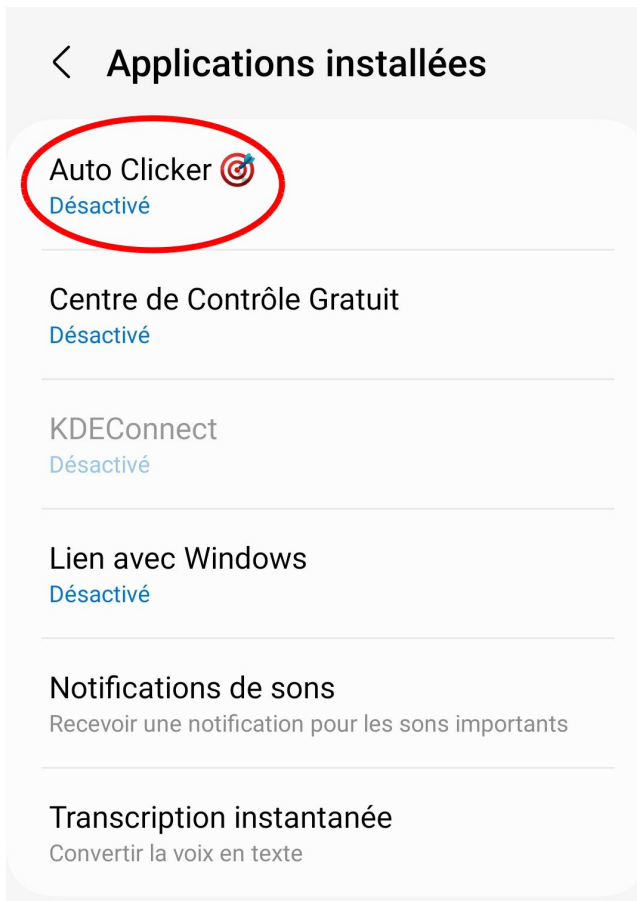 Applications installées
Auto Clicker 🎯
Désactivé
Centre de Contrôle Gratuit
Désactivé
KDEConnect
Désactivé
Lien avec Windows
Désactivé
Notifications de sons
Recevoir une notification pour les sons importants
Transcription instantanée
Convertir la voix en texte